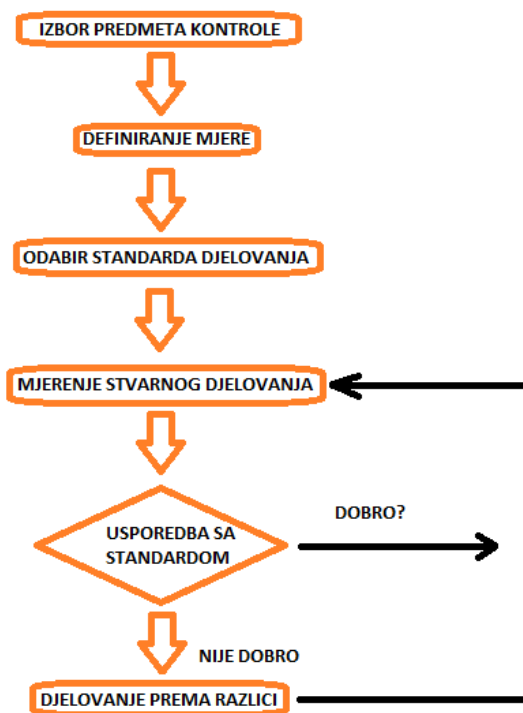 IZBOR PREDMETA KONTROLE
DEFINIRANJE MJERE
ODABIR STANDARDA DJELOVANJA
MJERENJE STVARNOG DJELOVANJA
DOBRO?
USPOREDBA SA
STANDARDOM
NIJE DOBRO
DJELOVANJE PREMA RAZLICI